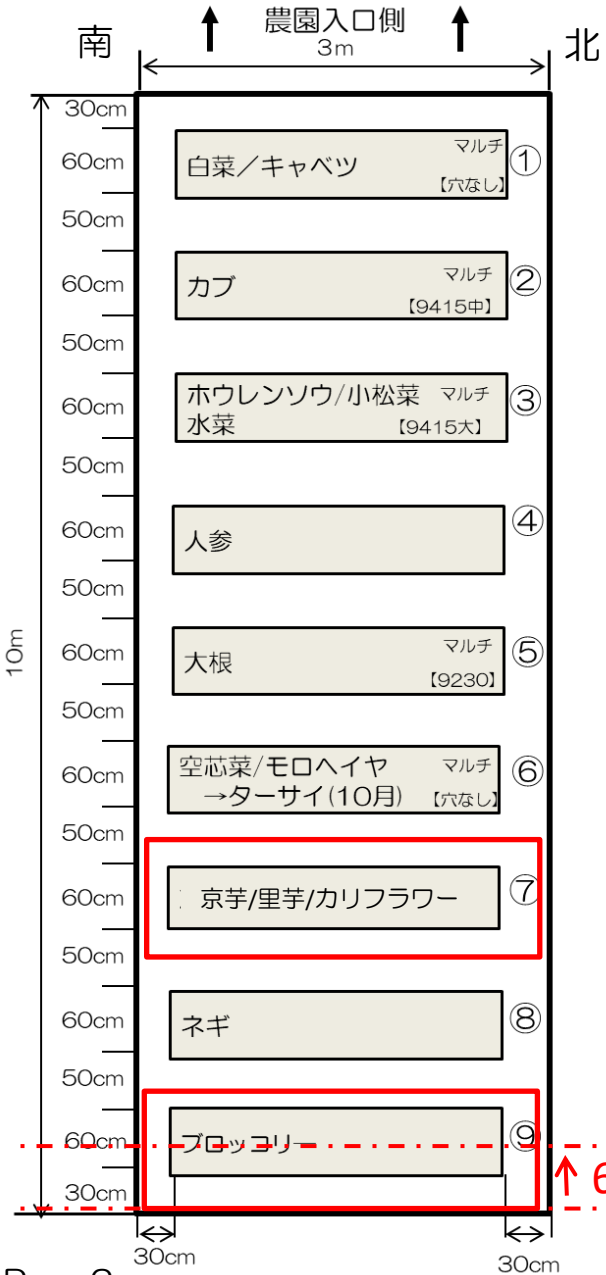 農園入口側
南
北
3m
30cm
60cm
白菜／キャベツ
マルチ
【穴なし】
①
50cm
60cm
カブ
マルチ
【9415中】
②
50cm
60cm
ホウレンソウ/小松菜
水菜
マルチ
【9415大】
③
50cm
60cm
人参
④
50cm
10m
60cm
大根
マルチ
【9230】
⑤
50cm
60cm
空芯菜/モロヘイヤ
→ターサイ(10月)
マルチ
【穴なし】
⑥
50cm
60cm
京芋/里芋/カリフラワー
⑦
50cm
60cm
ネギ
⑧
50cm
60cm
ブロッコリー
⑨
30cm
6
30cm
30cm